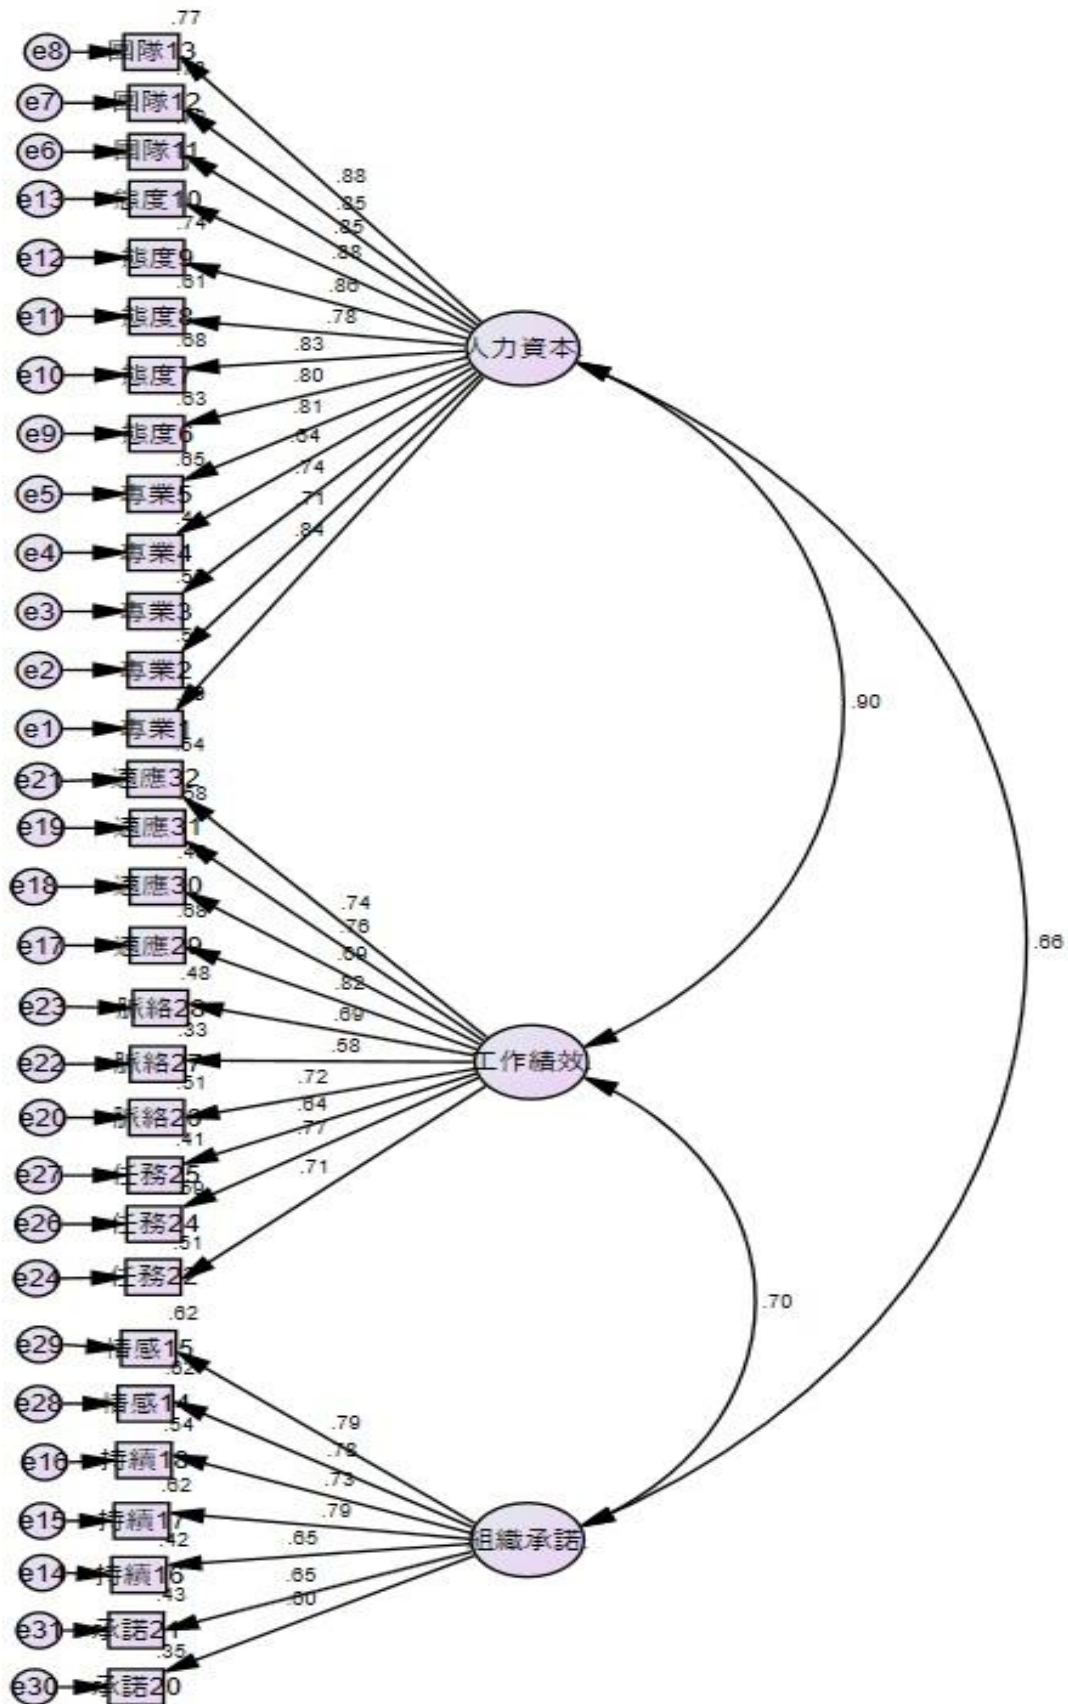 .77
e8 團隊13
e7 團隊12
e6 團隊11
.88
e13 態度10
.85
.74
.85
e12 態度9
.88
.61
.86
e11 態度8
.78
.68
.83
人力資本
e10 態度7
.80
.63
.81
e9 態度6
.64
.65
.74
e5 專業5
.71
.84
e4 專業4
e3 專業3
e2 專業2
.90
e1 專業1
.54
e21 適應32
.58
e19 適應31
e18 適應30
.74
.68
.76
e17 適應29
.69
.66
.48
.82
e23 脈絡28
.69
.33
.58
e22 脈絡27
工作績效
.51
.72
e20 脈絡26
.64
.41
.77
e27 任務25
.71
.59
e26 任務24
.51
e24 任務22
.70
.62
e29 情感15
.62
e28 情感14
.54
.79
e16 持續18
.78
.62
.73
e15 持續17
.79
.42
.65
組織承諾
e14 持續16
.65
.43
.60
e31 承諾21
.35
e30 承諾20